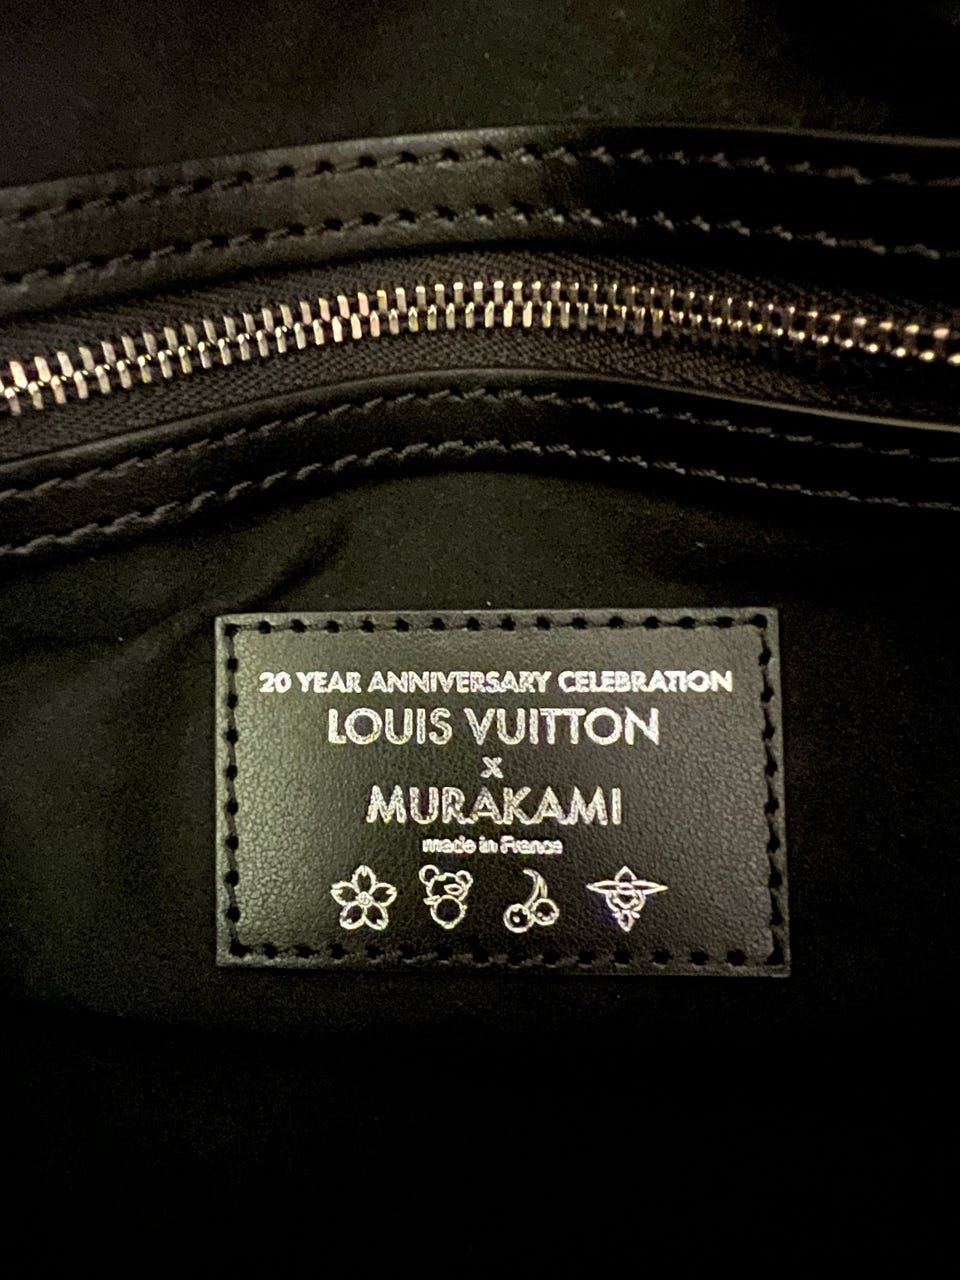 20 YEAR ANNIVERSARY CELEBRATION
LOUIS VUITTON
x
MURAKAMI
made in France